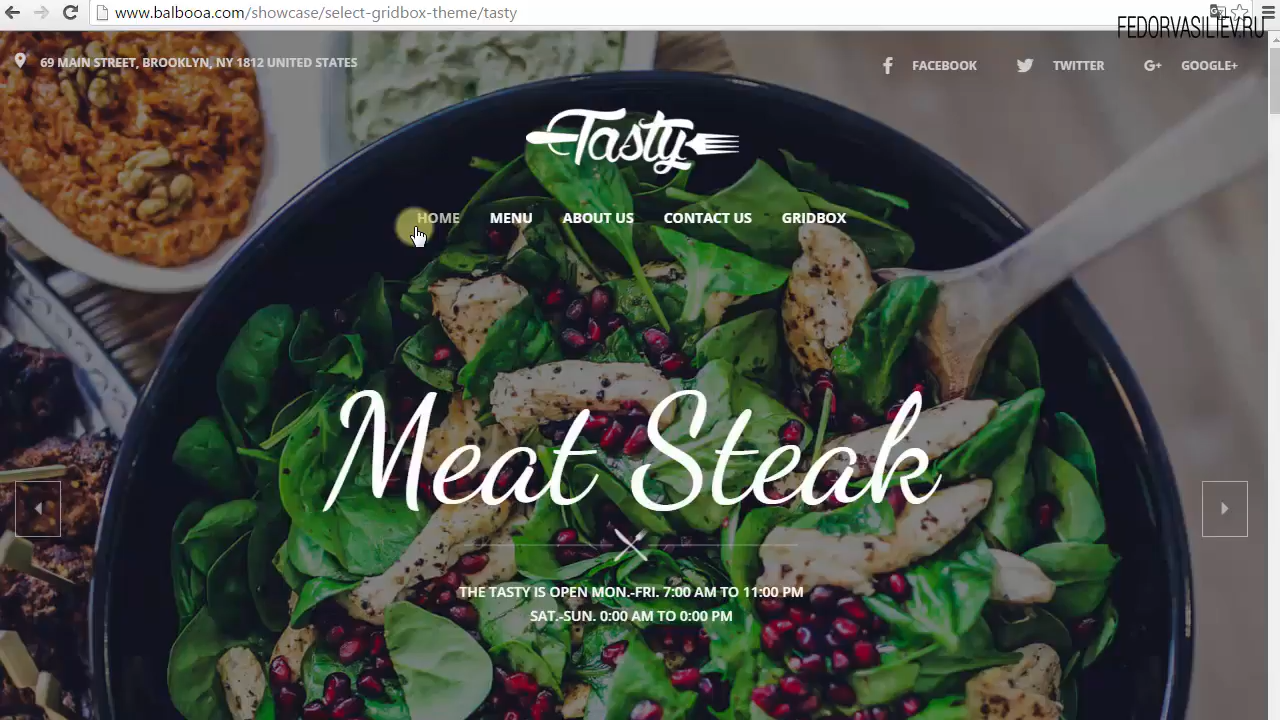 www.balbooa.com/showcase/select-gridbox-theme/tasty
FEDORVASILIEV.RU
69 MAIN STREET, BROOKLYN, NY 1812 UNITED STATES
FACEBOOK
TWITTER
G+ GOOGLE+
Tasty
HOME MENU ABOUT US CONTACT US GRIDBOX
Meat Steak
THE TASTY IS OPEN MON.-FRI. 7:00 AM TO 11:00 PM
SAT.-SUN. 0:00 AM TO 0:00 PM